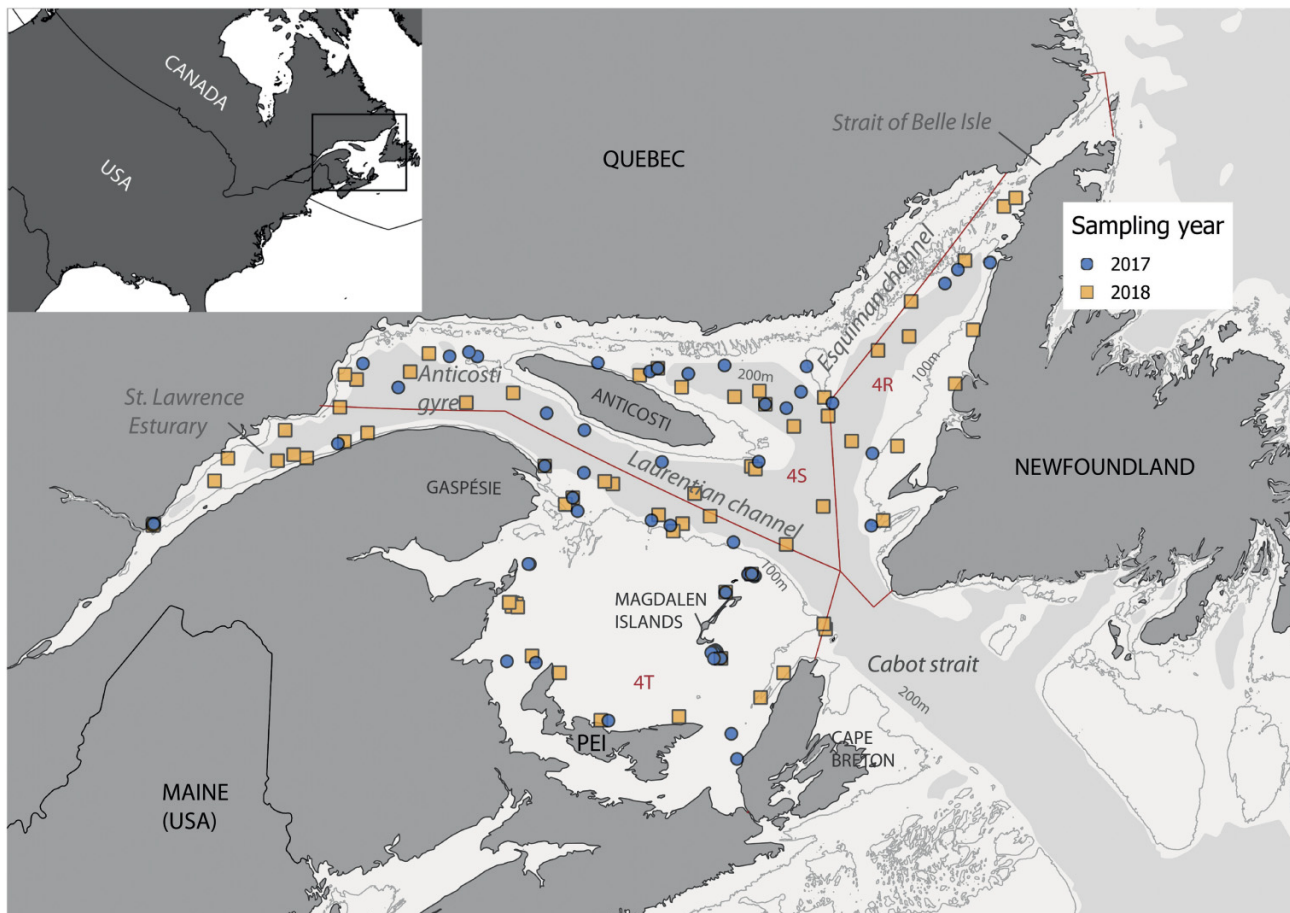 CANADA
USA
Strait of Belle Isle
QUEBEC
Sampling year
2017
2018
Esquiman channel
200m
100m
4R
Anticosti
gyre
ANTICOSTI
St. Lawrence
Esturary
NEWFOUNDLAND
4S
Laurentian channel
GASPÉSIE
100m
MAGDALEN
ISLANDS
Cabot strait
4T
200m
PEI
CAPE
BRETON
MAINE
(USA)